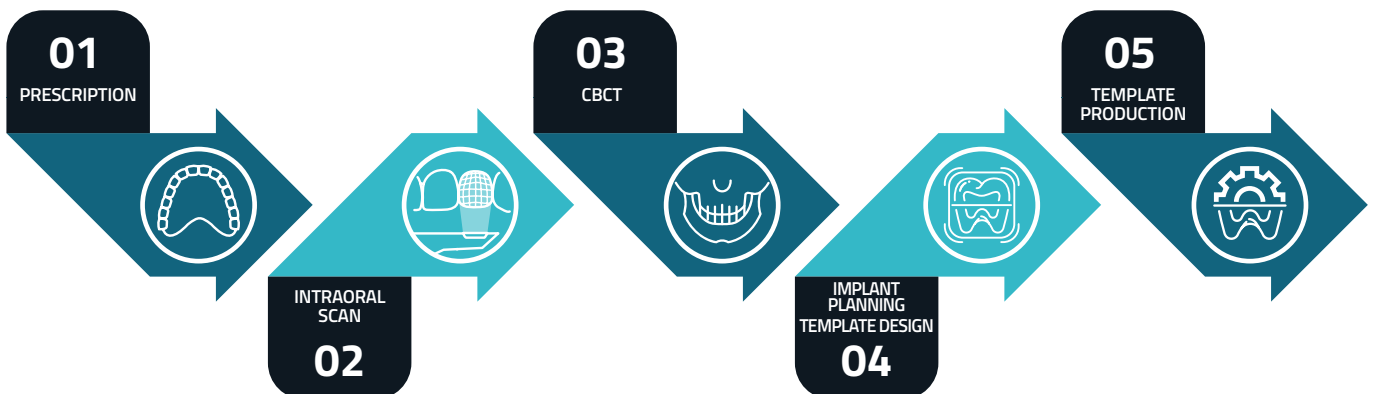 01
PRESCRIPTION
INTRAORAL
SCAN
02
03
CBCT
IMPLANT
PLANNING
TEMPLATE DESIGN
04
05
TEMPLATE
PRODUCTION